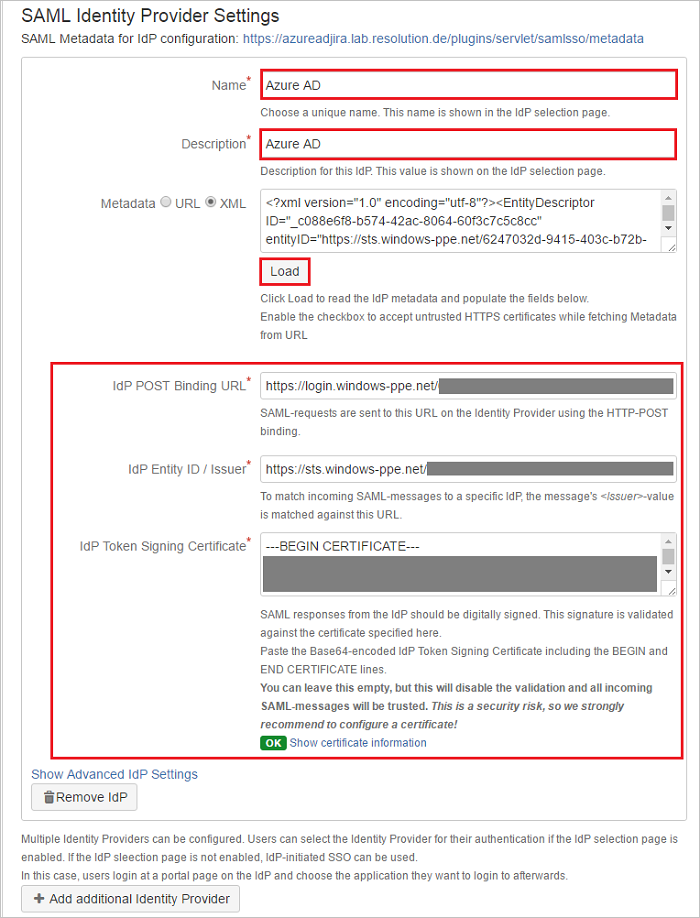 SAML Identity Provider Settings
SAML Metadata for IdP configuration: https://azureadjira.lab.resolution.de/plugins/servlet/samlsso/metadata
Name* Azure AD
Choose a unique name. This name is shown in the IdP selection page.
Description* Azure AD
Description for this IdP. This value is shown on the IdP selection page.
Metadata URL XML <?xml version="1.0" encoding="utf-8"?><EntityDescriptor
ID="_c088e6f8-b574-42ac-8064-60f3c7c5c8cc"
entityID="https://sts.windows-ppe.net/6247032d-9415-403c-b72b-
Load
Click Load to read the IdP metadata and populate the fields below.
Enable the checkbox to accept untrusted HTTPS certificates while fetching Metadata
from URL
IdP POST Binding URL* https://login.windows-ppe.net/
SAML-requests are sent to this URL on the Identity Provider using the HTTP-POST
binding.
IdP Entity ID / Issuer* https://sts.windows-ppe.net/
To match incoming SAML-messages to a specific IdP, the message's <Issuer>-value
is matched against this URL.
IdP Token Signing Certificate* ---BEGIN CERTIFICATE---
SAML responses from the IdP should be digitally signed. This signature is validated
against the certificate specified here.
Paste the Base64-encoded IdP Token Signing Certificate including the BEGIN and
END CERTIFICATE lines.
You can leave this empty, but this will disable the validation and all incoming
SAML-messages will be trusted. This is a security risk, so we strongly
recommend to configure a certificate!
OK Show certificate information
Show Advanced IdP Settings
Remove IdP
Multiple Identity Providers can be configured. Users can select the Identity Provider for their authentication if the IdP selection page is
enabled. If the IdP sleection page is not enabled, IdP-initiated SSO can be used.
In this case, users login at a portal page on the IdP and choose the application they want to login to afterwards.
Add additional Identity Provider